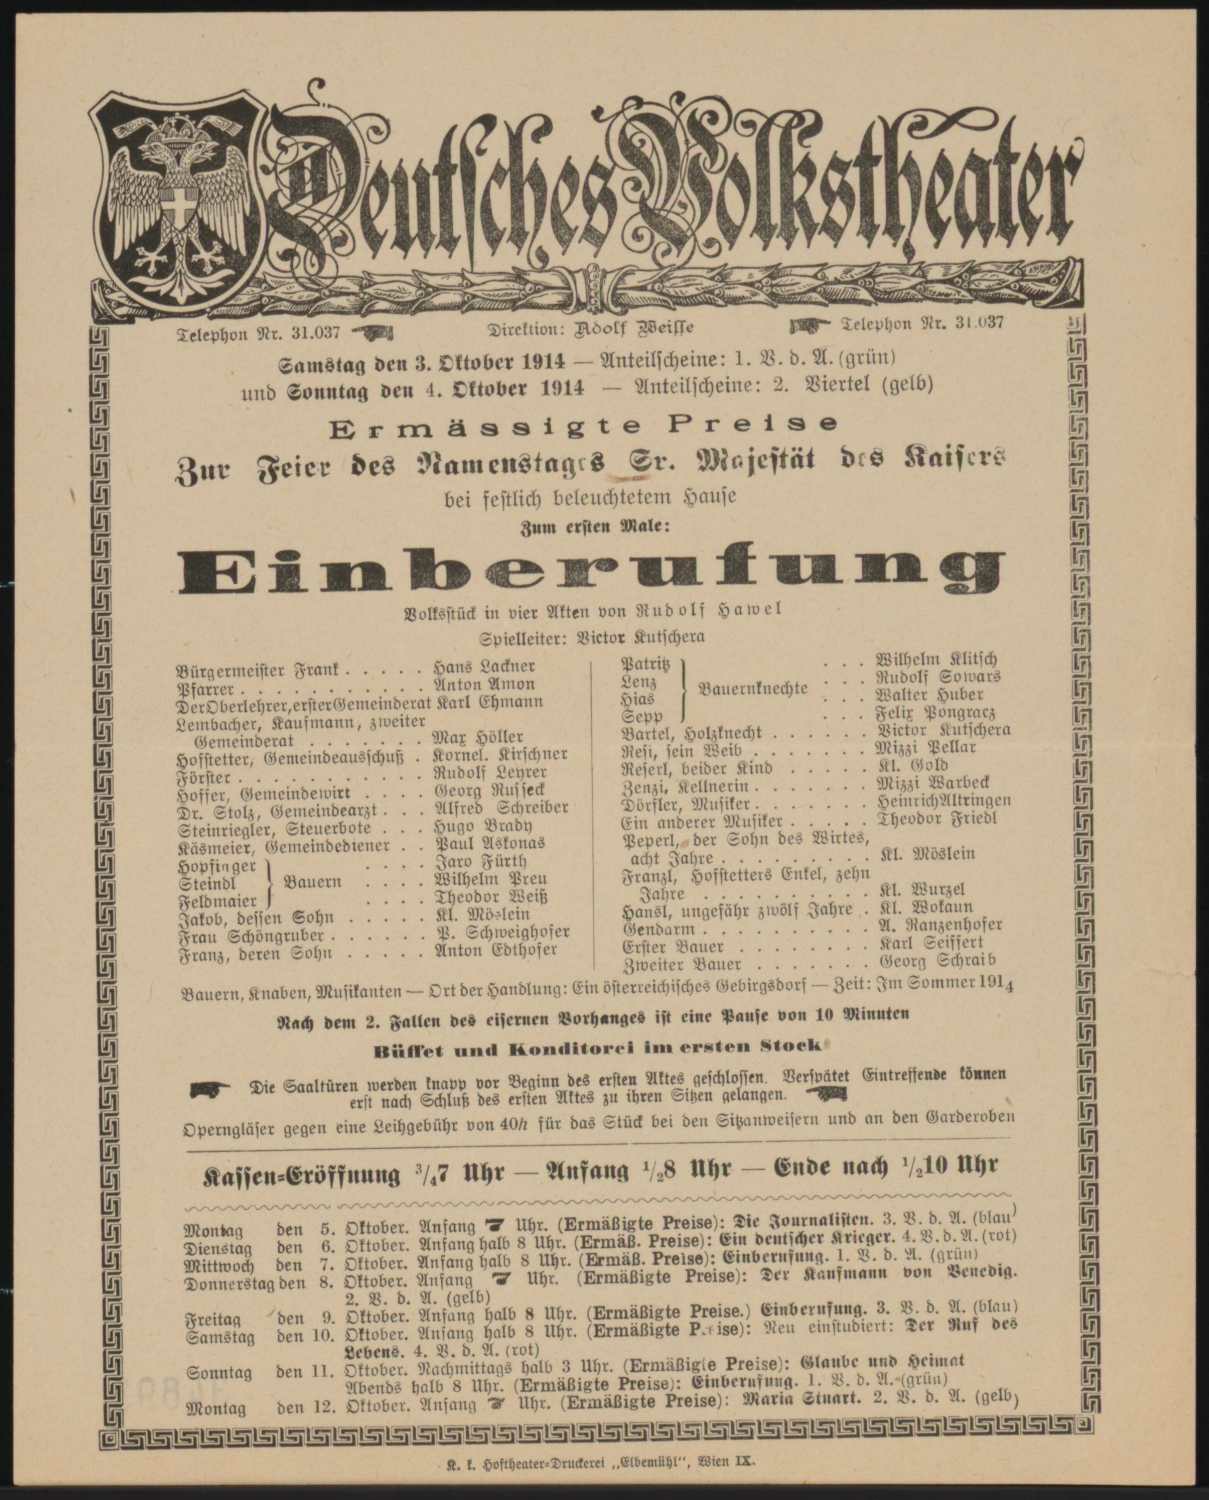 Deutsches Volkstheater
Telephon Nr. 31.037 Direktion: Adolf Weisse Telephon Nr. 31.037
Samstag den 3. Oktober 1914 — Anteilscheine: 1. V. d. A. (grün)
und Sonntag den 4. Oktober 1914 — Anteilscheine: 2. Viertel (gelb)
Ermässigte Preise
Zur Feier des Namenstages Sr. Majestät des Kaisers
bei festlich beleuchtetem Hause
Zum ersten Male:
Einberufung
Volksstück in vier Akten von Rudolf Hawel
Spielleiter: Victor Kutschera
Bürgermeister Frank . . . . . Hans Lackner
Pfarrer . . . . . . . . . . . Anton Amon
Der Oberlehrer, erster Gemeinderat Karl Ehmann
Lembacher, Kaufmann, zweiter
Gemeinderat . . . . . . . Max Höller
Hofstetter, Gemeindeausschuß . Kornel. Kirschner
Förster . . . . . . . . . . . Rudolf Leyrer
Hoffer, Gemeindewirt . . . . Georg Russeck
Dr. Stolz, Gemeindearzt . . . Alfred Schreiber
Steinriegler, Steuerbote . . . Hugo Brady
Käsmeier, Gemeindediener . . Paul Askonas
Hopfinger . . . . Jaro Fürth
Steindl } Bauern . . . . Wilhelm Preu
Feldmaier . . . . Theodor Weiß
Jakob, dessen Sohn . . . . . Kl. Möslein
Frau Schöngruber . . . . . . P. Schweighofer
Franz, deren Sohn . . . . . Anton Edthofer
Patritz . . . Wilhelm Klitsch
Lenz } Bauernknechte . . . Rudolf Sowars
Hias . . . Walter Huber
Sepp . . . Felix Pongracz
Bartel, Holzknecht . . . . . . Victor Kutschera
Resi, sein Weib . . . . . . . Mizzi Pellar
Reserl, beider Kind . . . . . Kl. Gold
Zenzi, Kellnerin . . . . . . . Mizzi Warbeck
Dörfler, Musiker . . . . . . . Heinrich Altringen
Ein anderer Musiker . . . . . Theodor Friedl
Peperl, der Sohn des Wirtes,
acht Jahre . . . . . . . . . Kl. Möslein
Franzl, Hofstetters Enkel, zehn
Jahre . . . . . . . . . . Kl. Wurzel
Hansl, ungefähr zwölf Jahre . Kl. Wokaun
Gendarm . . . . . . . . . . A. Ranzenhofer
Erster Bauer . . . . . . . . Karl Seiffert
Zweiter Bauer . . . . . . . Georg Schraib
Bauern, Knaben, Musikanten — Ort der Handlung: Ein österreichisches Gebirgsdorf — Zeit: Im Sommer 1914
Nach dem 2. Fallen des eisernen Vorhanges ist eine Pause von 10 Minuten
Büffet und Konditorei im ersten Stock
Die Saaltüren werden knapp vor Beginn des ersten Aktes geschlossen. Verspätet Eintreffende können
erst nach Schluß des ersten Aktes zu ihren Sitzen gelangen.
Operngläser gegen eine Leihgebühr von 40h für das Stück bei den Sitzanweisern und an den Garderoben
Kassen-Eröffnung 3/47 Uhr — Anfang 1/28 Uhr — Ende nach 1/210 Uhr
Montag den 5. Oktober. Anfang 7 Uhr. (Ermäßigte Preise): Die Journalisten. 3. V. d. A. (blau)
Dienstag den 6. Oktober. Anfang halb 8 Uhr. (Ermäß. Preise): Ein deutscher Krieger. 4. V. d. A. (rot)
Mittwoch den 7. Oktober. Anfang halb 8 Uhr. (Ermäß. Preise): Einberufung. 1. V. d. A. (grün)
Donnerstag den 8. Oktober. Anfang 7 Uhr. (Ermäßigte Preise): Der Kaufmann von Venedig.
2. V. d. A. (gelb)
Freitag den 9. Oktober. Anfang halb 8 Uhr. (Ermäßigte Preise.) Einberufung. 3. V. d. A. (blau)
Samstag den 10. Oktober. Anfang halb 8 Uhr. (Ermäßigte Preise): Neu einstudiert: Der Ruf des
Lebens. 4. V. d. A. (rot)
Sonntag den 11. Oktober. Nachmittags halb 3 Uhr. (Ermäßigte Preise): Glaube und Heimat
Abends halb 8 Uhr. (Ermäßigte Preise): Einberufung. 1. V. d. A. (grün)
Montag den 12. Oktober. Anfang 7 Uhr. (Ermäßigte Preise): Maria Stuart. 2. V. d. A. (gelb)
K. k. Hoftheater-Druckerei „Elbemühl“, Wien IX.